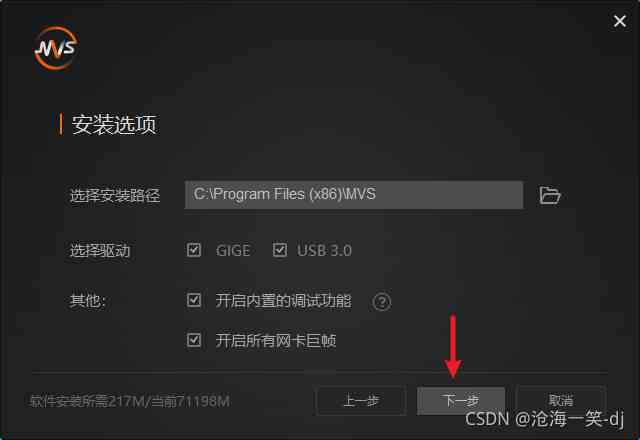 MVS
安装选项
选择安装路径 C:\Program Files (x86)\MVS
选择驱动 GIGE USB 3.0
其他： 开启内置的调试功能 ?
开启所有网卡巨帧
软件安装所需217M/当前71198M 上一步 下一步 取消
CSDN @沧海一笑-dj